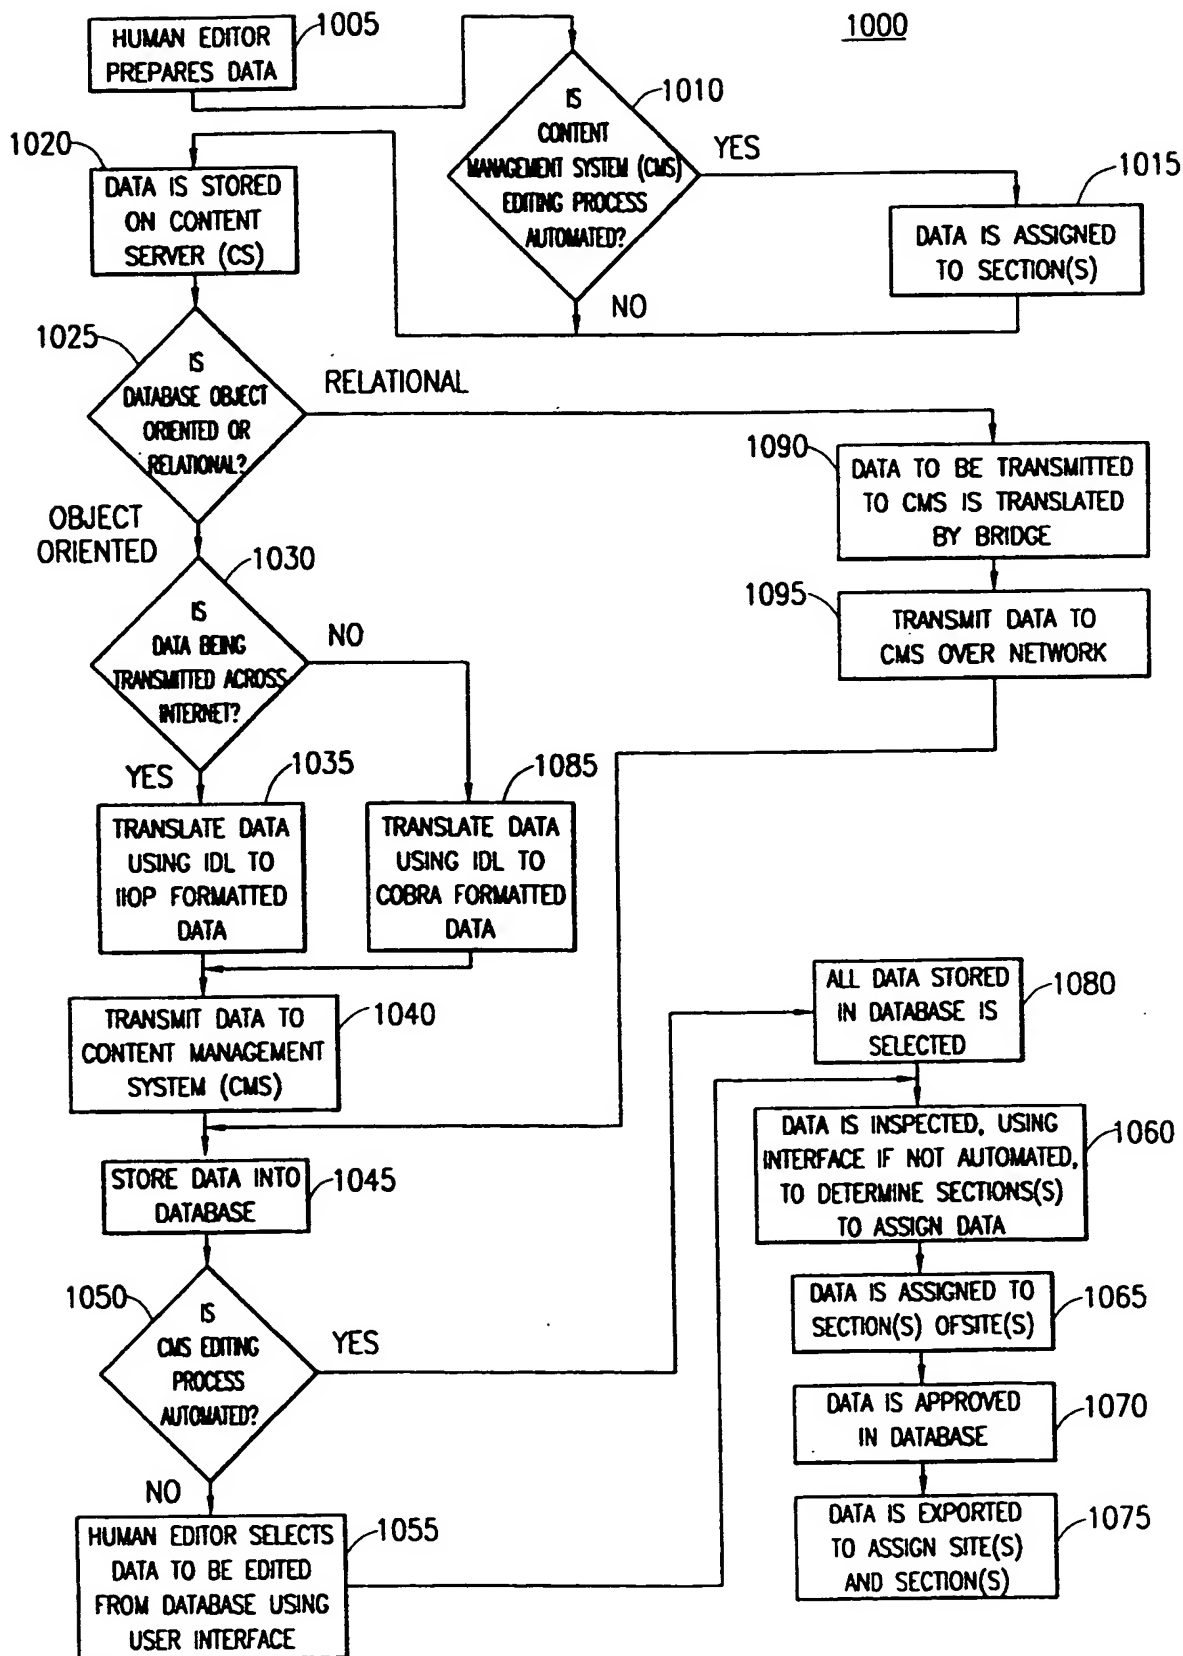 1000
HUMAN EDITOR
PREPARES DATA
1005
IS
CONTENT
MANAGEMENT SYSTEM (CMS)
EDITING PROCESS
AUTOMATED?
1010
YES
NO
DATA IS ASSIGNED
TO SECTION(S)
1015
1020
DATA IS STORED
ON CONTENT
SERVER (CS)
1025
IS
DATABASE OBJECT
ORIENTED OR
RELATIONAL?
RELATIONAL
OBJECT
ORIENTED
1090
DATA TO BE TRANSMITTED
TO CMS IS TRANSLATED
BY BRIDGE
1095
TRANSMIT DATA TO
CMS OVER NETWORK
1030
IS
DATA BEING
TRANSMITTED ACROSS
INTERNET?
NO
YES
1035
TRANSLATE DATA
USING IDL TO
IIOP FORMATTED
DATA
1085
TRANSLATE DATA
USING IDL TO
COBRA FORMATTED
DATA
TRANSMIT DATA TO
CONTENT MANAGEMENT
SYSTEM (CMS)
1040
STORE DATA INTO
DATABASE
1045
1050
IS
CMS EDITING
PROCESS
AUTOMATED?
YES
NO
HUMAN EDITOR SELECTS
DATA TO BE EDITED
FROM DATABASE USING
USER INTERFACE
1055
ALL DATA STORED
IN DATABASE IS
SELECTED
1080
DATA IS INSPECTED, USING
INTERFACE IF NOT AUTOMATED,
TO DETERMINE SECTIONS(S)
TO ASSIGN DATA
1060
DATA IS ASSIGNED TO
SECTION(S) OFSITE(S)
1065
DATA IS APPROVED
IN DATABASE
1070
DATA IS EXPORTED
TO ASSIGN SITE(S)
AND SECTION(S)
1075